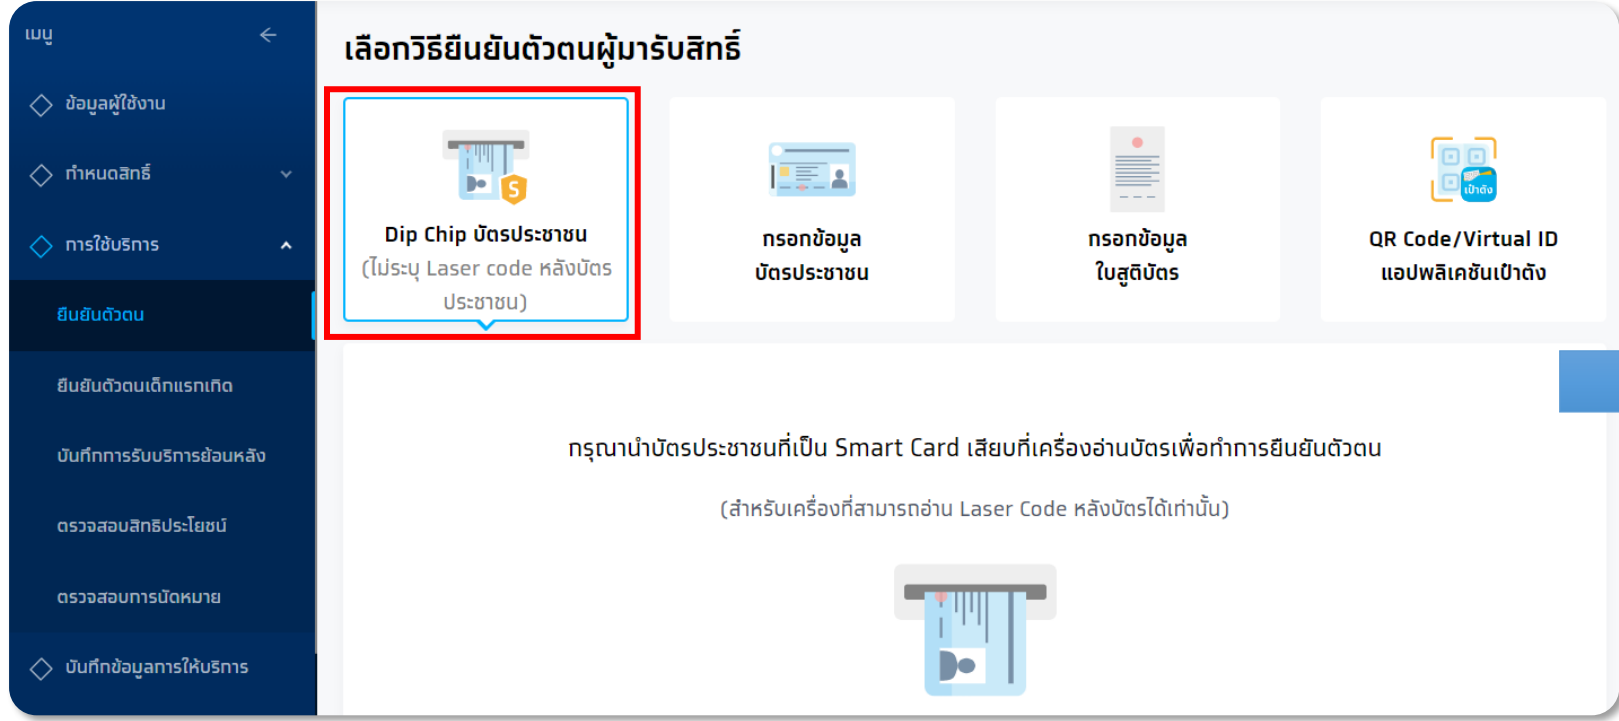 เมนู
ข้อมูลผู้ใช้งาน
กำหนดสิทธิ์
การใช้บริการ
ยืนยันตัวตน
ยืนยันตัวตนเด็กแรกเกิด
บันทึกการรับบริการย้อนหลัง
ตรวจสอบสิทธิประโยชน์
ตรวจสอบการนัดหมาย
บันทึกข้อมูลการให้บริการ
เลือกวิธียืนยันตัวตนผู้มารับสิทธิ์
S
Dip Chip บัตรประชาชน
(ไม่ระบุ Laser code หลังบัตร
ประชาชน)
กรอกข้อมูล
บัตรประชาชน
กรอกข้อมูล
ใบสูติบัตร
เป๋าตัง
QR Code/Virtual ID
แอปพลิเคชันเป๋าตัง
กรุณานำบัตรประชาชนที่เป็น Smart Card เสียบที่เครื่องอ่านบัตรเพื่อทำการยืนยันตัวตน
(สำหรับเครื่องที่สามารถอ่าน Laser Code หลังบัตรได้เท่านั้น)